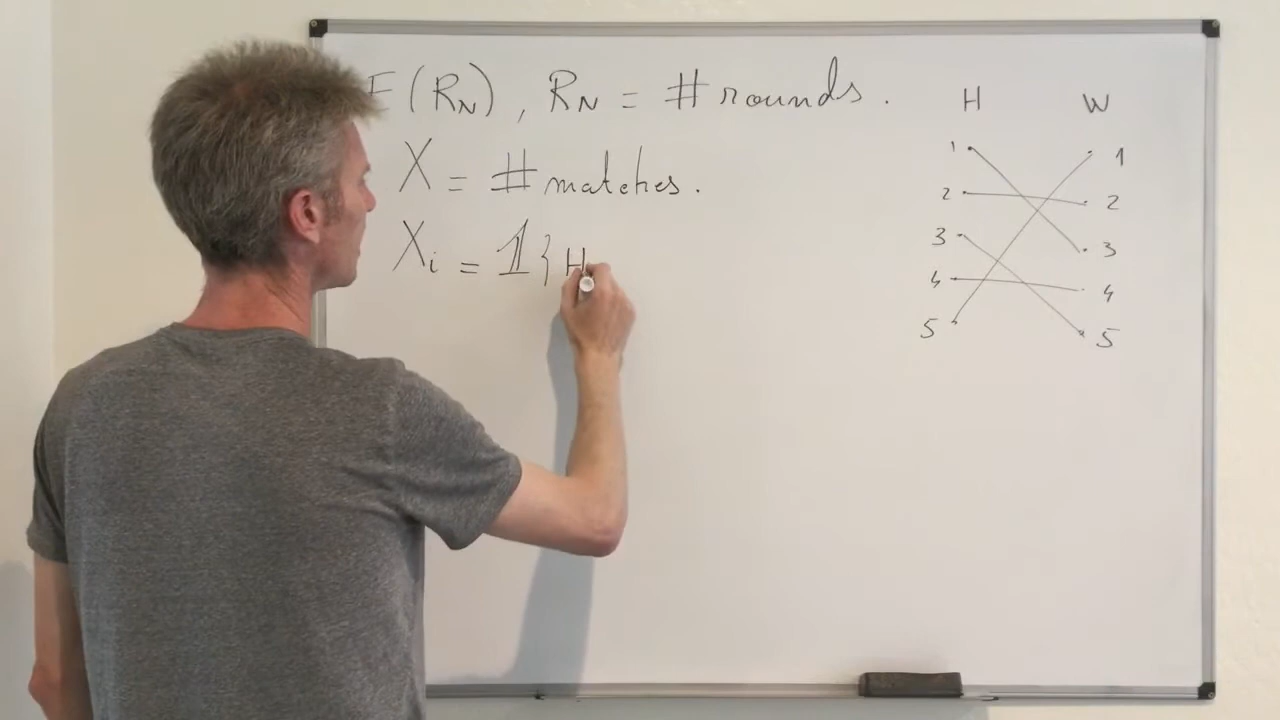 E(R_N), R_N = #rounds.
X = #matches.
X_i = 1{H
H W
1 1
2 2
3 3
4 4
5 5